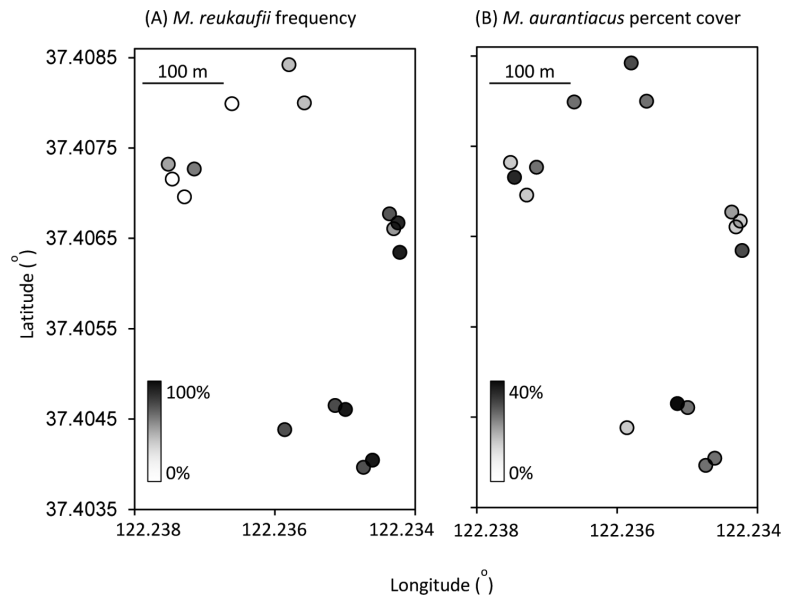 (A) M. reukaufii frequency
(B) M. aurantiacus percent cover
37.4085
37.4075
37.4065
37.4055
37.4045
37.4035
Latitude (°)
100 m
100%
0%
122.238
122.236
122.234
100 m
40%
0%
122.238
122.236
122.234
Longitude (°)